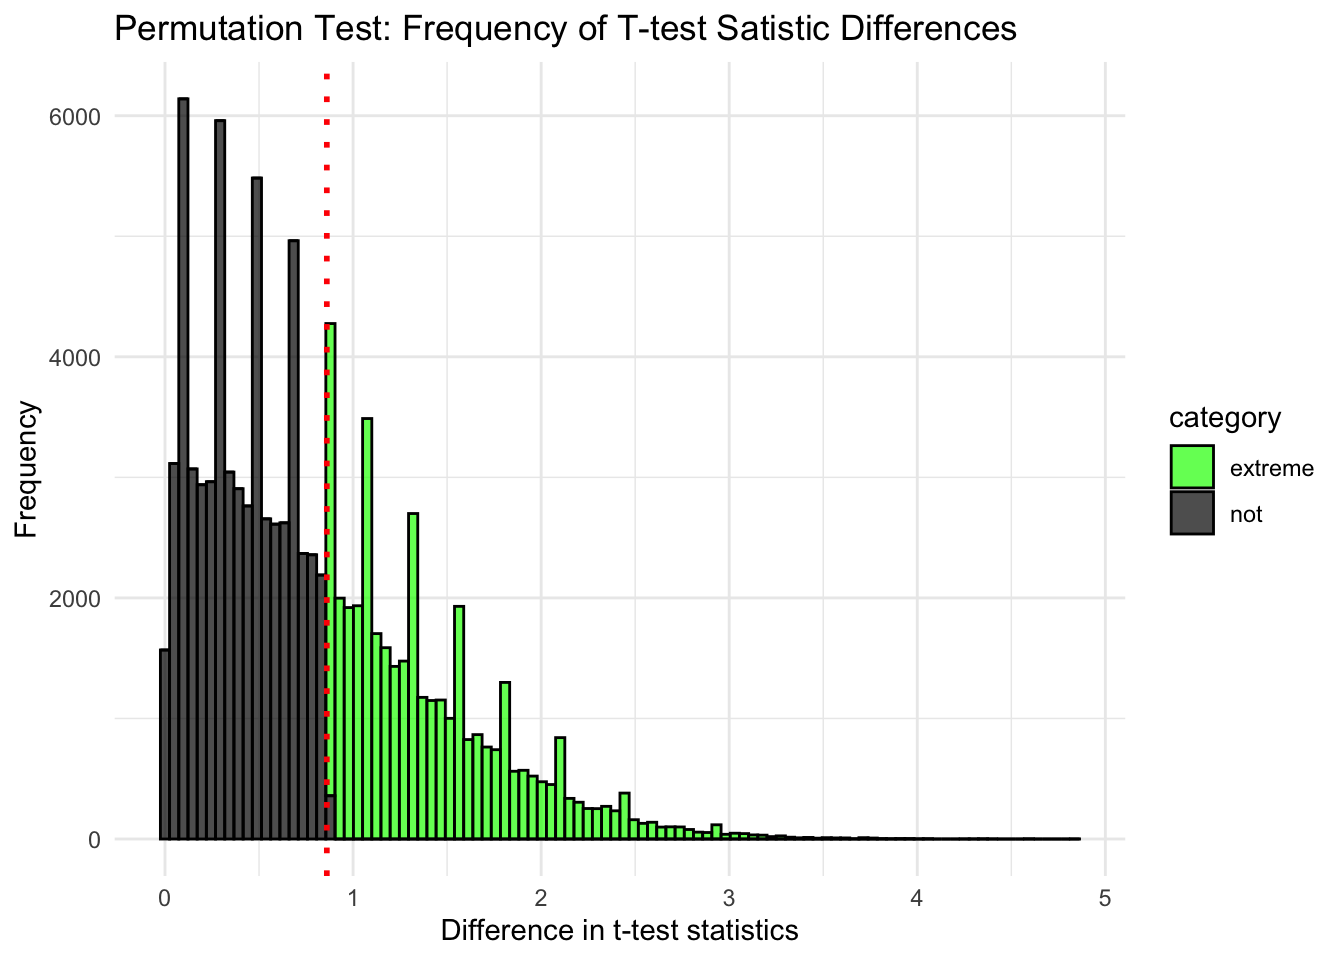 Permutation Test: Frequency of T-test Satistic Differences
6000
4000
2000
0
Frequency
0 1 2 3 4 5
Difference in t-test statistics
category
extreme
not